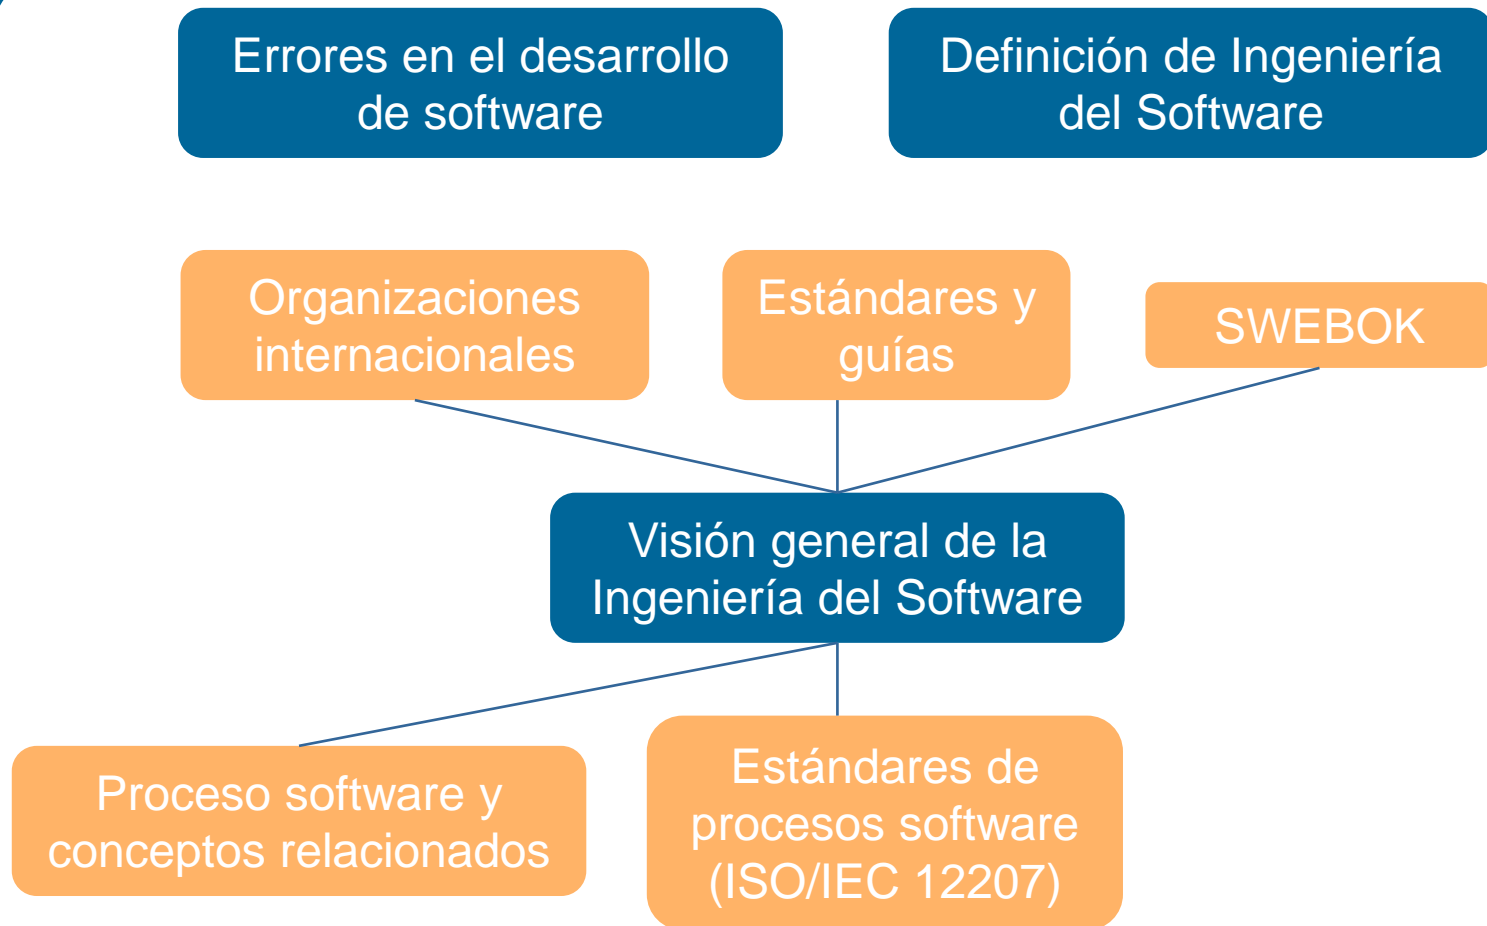 Errores en el desarrollo
de software
Definición de Ingeniería
del Software
Organizaciones
internacionales
Estándares y
guías
SWEBOK
Visión general de la
Ingeniería del Software
Proceso software y
conceptos relacionados
Estándares de
procesos software
(ISO/IEC 12207)